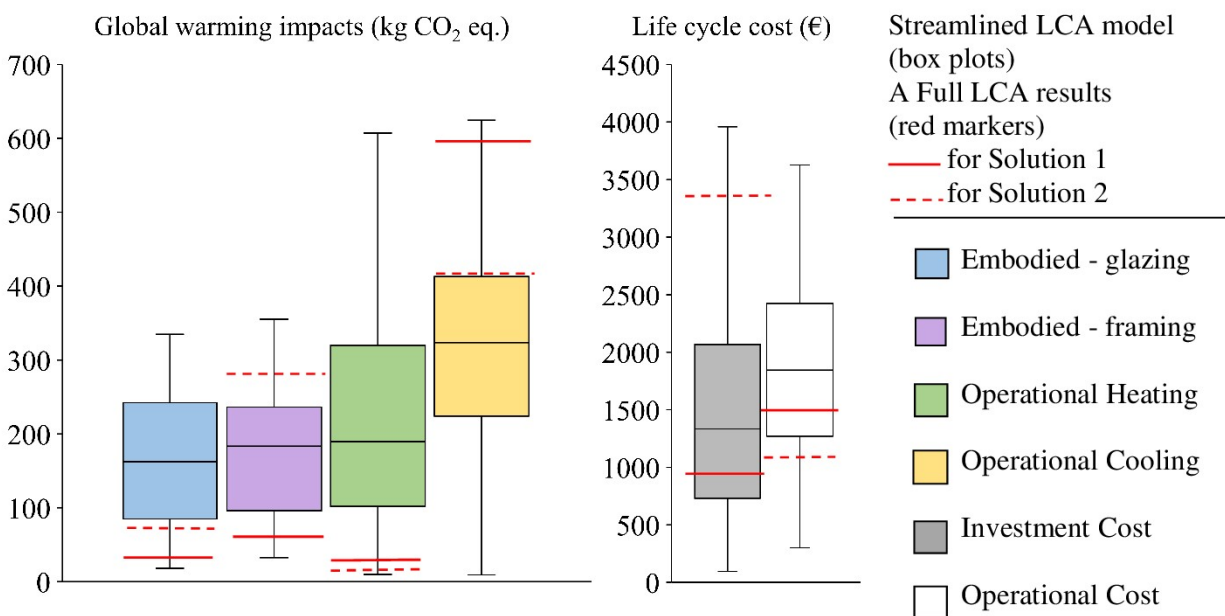 Global warming impacts (kg CO₂ eq.)
700
600
500
400
300
200
100
0
Life cycle cost (€)
4500
4000
3500
3000
2500
2000
1500
1000
500
0
Streamlined LCA model
(box plots)
A Full LCA results
(red markers)
for Solution 1
for Solution 2
Embodied - glazing
Embodied - framing
Operational Heating
Operational Cooling
Investment Cost
Operational Cost